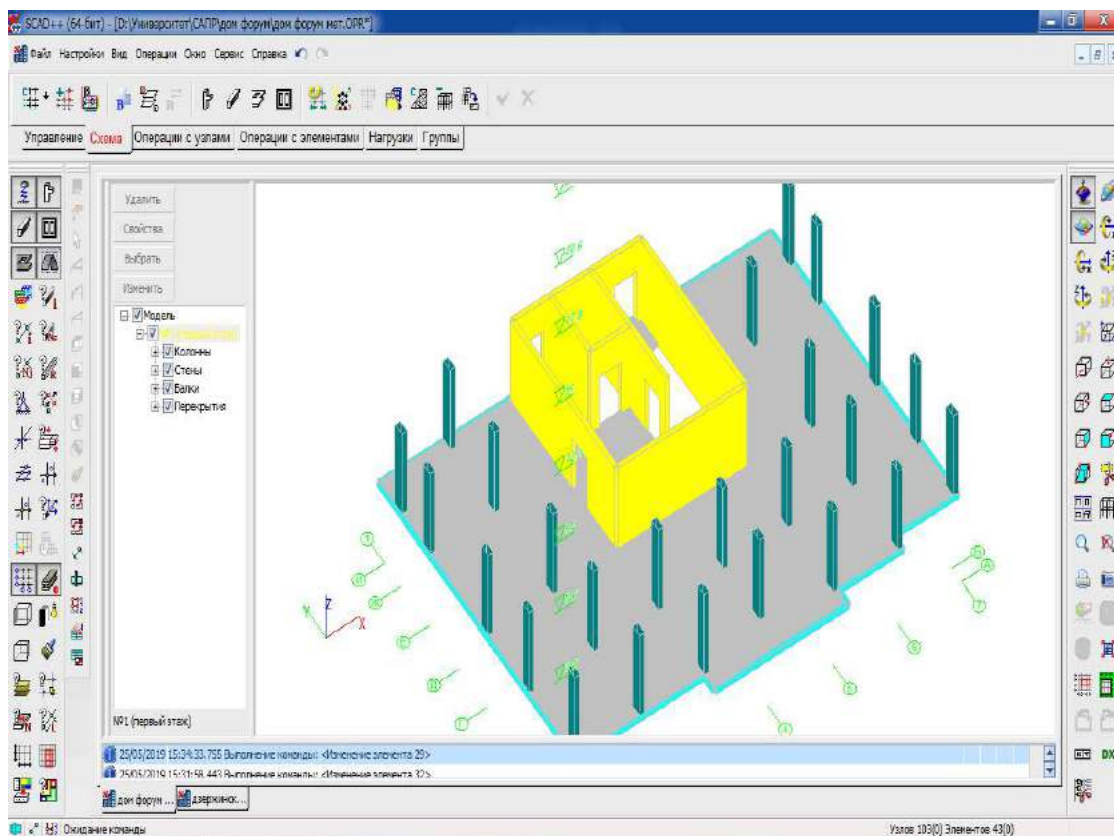 SCAD++ (64-бит) - [D:\Университет\САПР\дом форум\дом форум мет.OPR*]
Файл Настройки Вид Операции Окно Сервис Справка
Управление Схема Операции с узлами Операции с элементами Нагрузки Группы
Удалить
Свойства
Выбрать
Изменить
Модель
№1 (первый этаж)
Колонны
Стены
Балки
Перекрытия
Z
Y
X
№1 (первый этаж)
25/05/2019 15:34:33.755 Выполнение команды: <Изменение элемента 29>
25/05/2019 15:31:58.443 Выполнение команды: <Изменение элемента 32>
дом форум ... дзержинск...
Ожидание команды
Узлов 103(0) Элементов 43(0)